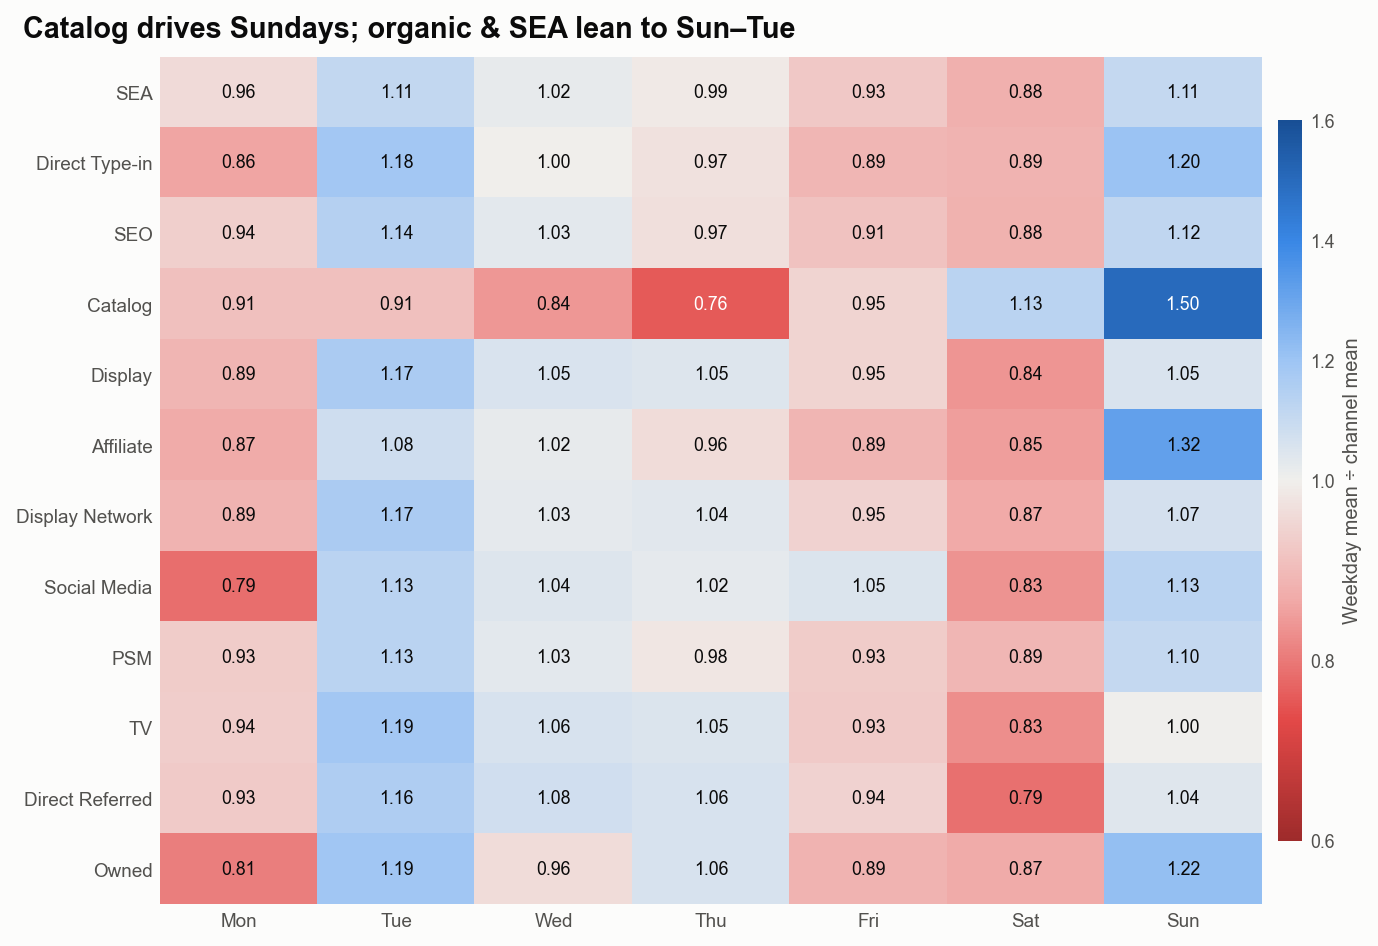 Catalog drives Sundays; organic & SEA lean to Sun–Tue
SEA 0.96 1.11 1.02 0.99 0.93 0.88 1.11
Direct Type-in 0.86 1.18 1.00 0.97 0.89 0.89 1.20
SEO 0.94 1.14 1.03 0.97 0.91 0.88 1.12
Catalog 0.91 0.91 0.84 0.76 0.95 1.13 1.50
Display 0.89 1.17 1.05 1.05 0.95 0.84 1.05
Affiliate 0.87 1.08 1.02 0.96 0.89 0.85 1.32
Display Network 0.89 1.17 1.03 1.04 0.95 0.87 1.07
Social Media 0.79 1.13 1.04 1.02 1.05 0.83 1.13
PSM 0.93 1.13 1.03 0.98 0.93 0.89 1.10
TV 0.94 1.19 1.06 1.05 0.93 0.83 1.00
Direct Referred 0.93 1.16 1.08 1.06 0.94 0.79 1.04
Owned 0.81 1.19 0.96 1.06 0.89 0.87 1.22
Mon Tue Wed Thu Fri Sat Sun
1.6
1.4
1.2
1.0
0.8
0.6
Weekday mean ÷ channel mean